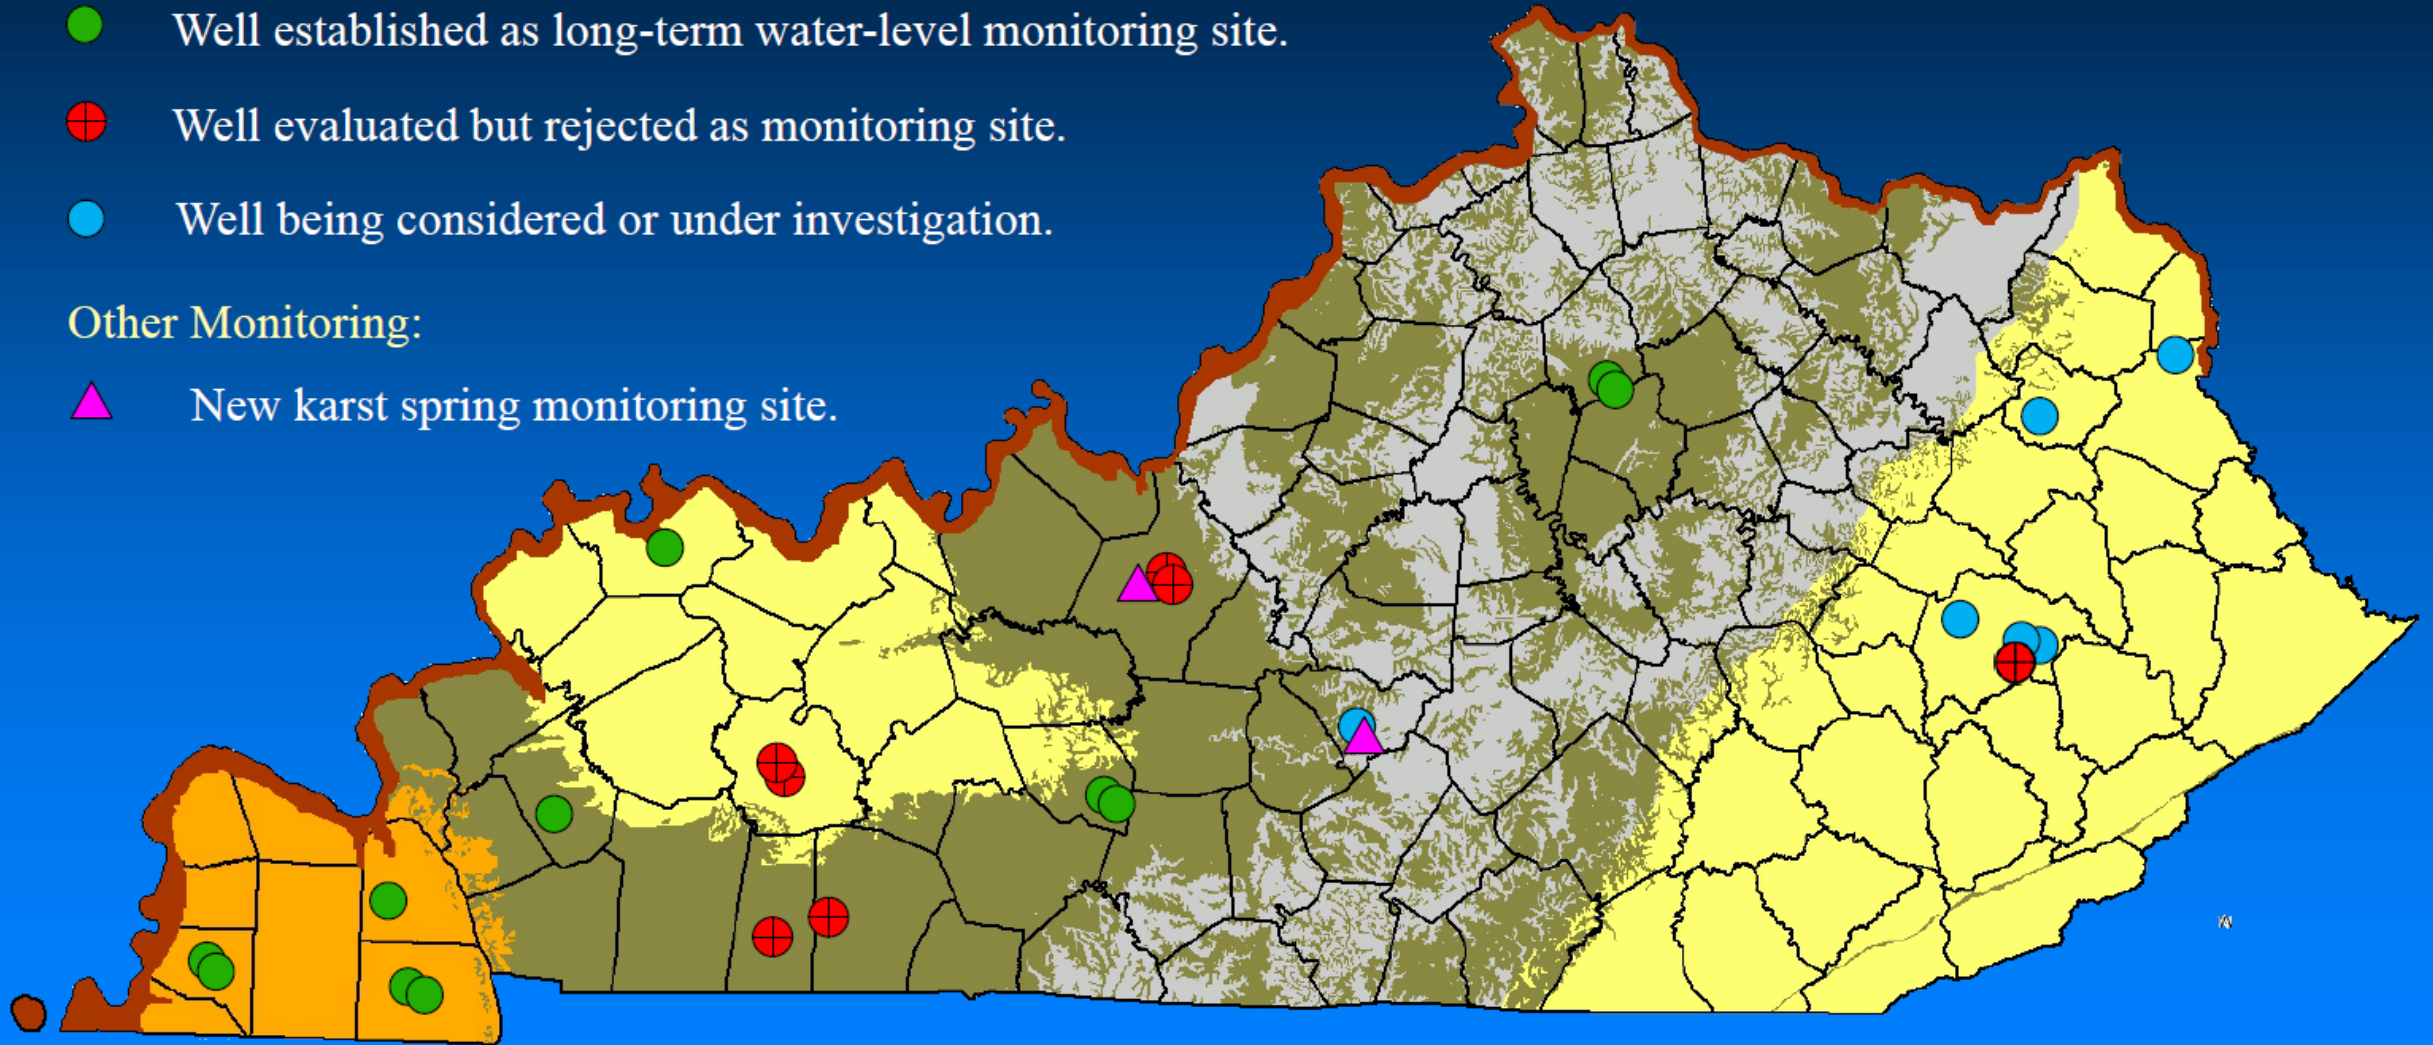 Well established as long-term water-level monitoring site.
Well evaluated but rejected as monitoring site.
Well being considered or under investigation.
Other Monitoring:
New karst spring monitoring site.